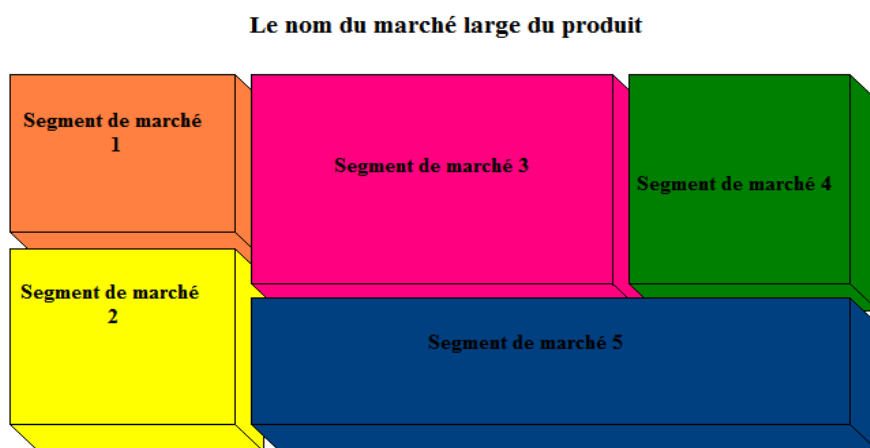 Le nom du marché large du produit
Segment de marché
1
Segment de marché 3
Segment de marché 4
Segment de marché
2
Segment de marché 5